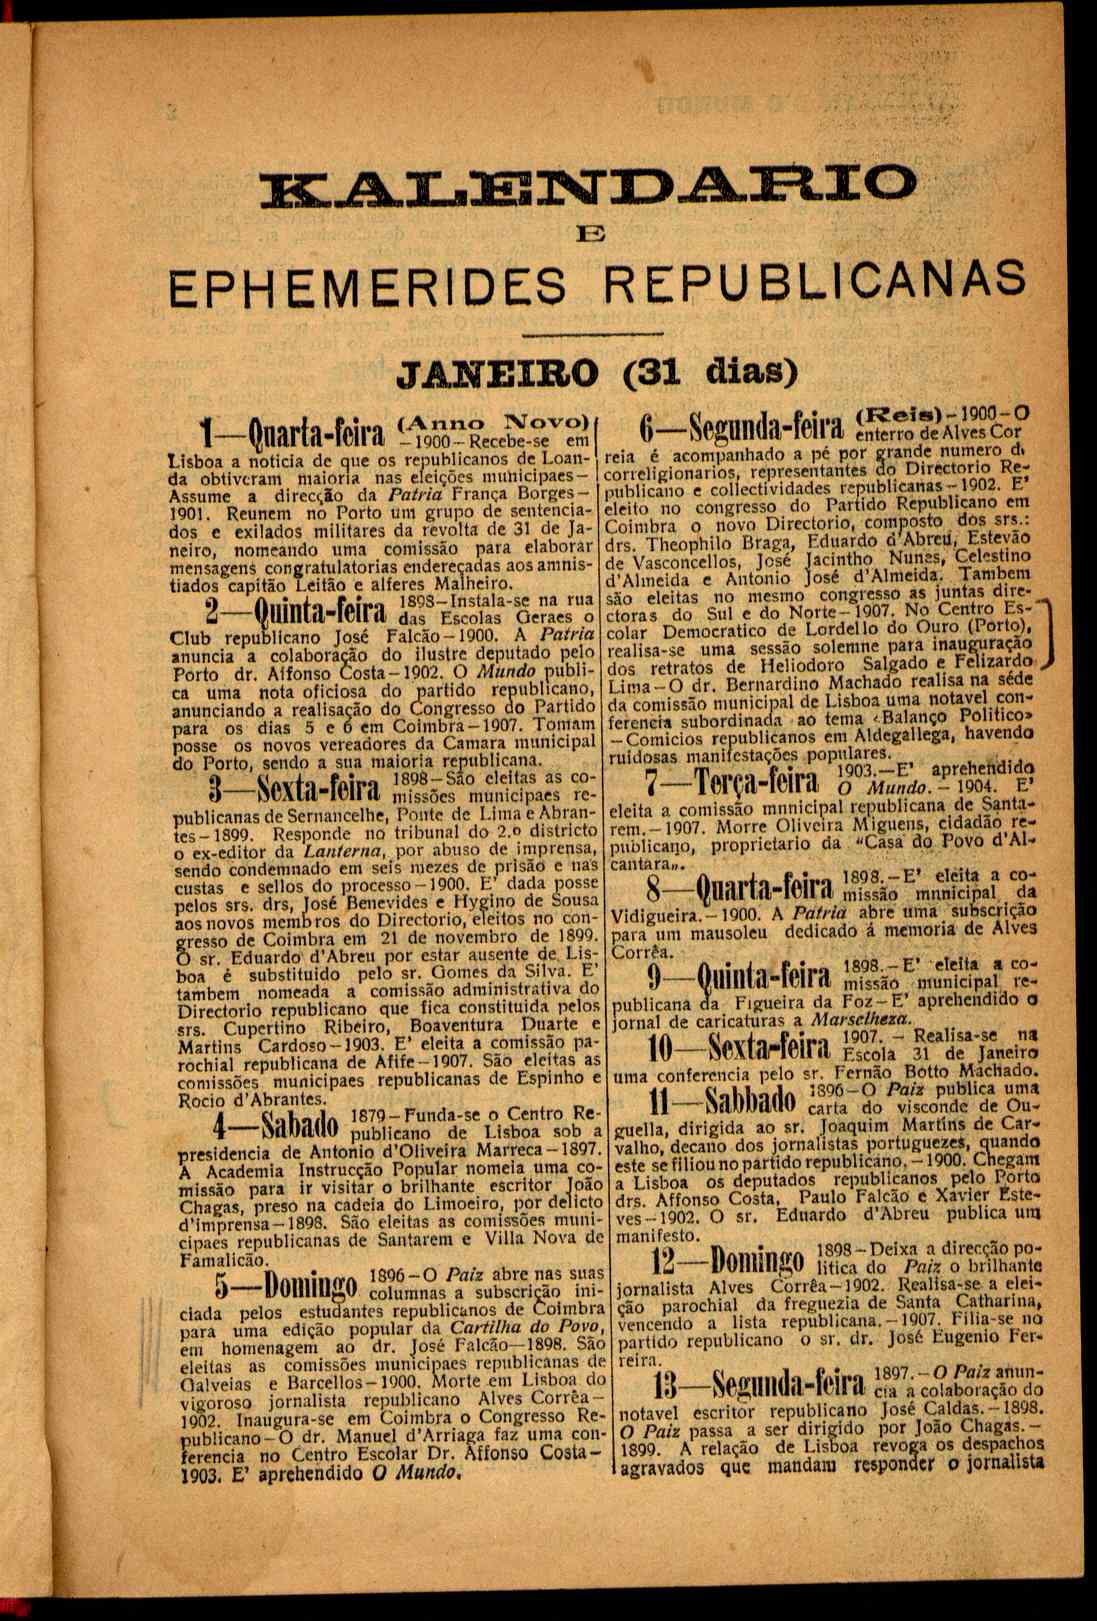 KALENDARIO
E
EPHEMERIDES REPUBLICANAS
JANEIRO (31 dias)
1—Quarta-feira (Anno Novo)
—1900—Recebe-se em
Lisboa a noticia de que os republicanos de Loan-
da obtiveram maioria nas eleições municipaes—
Assume a direcção da Patria França Borges—
1901. Reunem no Porto um grupo de sentencia-
dos e exilados militares da revolta de 31 de Ja-
neiro, nomeando uma comissão para elaborar
mensagens congratulatorias endereçadas aos amnis-
tiados capitão Leitão e alferes Malheiro.
2—Quinta-feira 1898—Instala-se na rua
das Escolas Geraes o
Club republicano José Falcão—1900. A Patria
anuncia a colaboração do ilustre deputado pelo
Porto dr. Affonso Costa—1902. O Mundo publi-
ca uma nota oficiosa do partido republicano,
anunciando a realisação do Congresso do Partido
para os dias 5 e 6 em Coimbra—1907. Tomam
posse os novos vereadores da Camara municipal
do Porto, sendo a sua maioria republicana.
3—Sexta-feira 1898—São eleitas as co-
missões municipaes re-
publicanas de Sernancelhe, Ponte de Lima e Abran-
tes—1899. Responde no tribunal do 2.º districto
o ex-editor da Lanterna, por abuso de imprensa,
sendo condemnado em seis mezes de prisão e nas
custas e sellos do processo—1900. E' dada posse
pelos srs. drs, José Benevides e Hygino de Sousa
aos novos membros do Directorio, eleitos no con-
gresso de Coimbra em 21 de novembro de 1899.
O sr. Eduardo d'Abreu por estar ausente de Lis-
boa é substituido pelo sr. Gomes da Silva. E'
tambem nomeada a comissão administrativa do
Directorio republicano que fica constituida pelos
srs. Cupertino Ribeiro, Boaventura Duarte e
Martins Cardoso—1903. E' eleita a comissão pa-
rochial republicana de Afife—1907. São eleitas as
comissões municipaes republicanas de Espinho e
Rocio d'Abrantes.
4—Sabado 1879—Funda-se o Centro Re-
publicano de Lisboa sob a
presidencia de Antonio d'Oliveira Marreca—1897.
A Academia Instrucção Popular nomeia uma co-
missão para ir visitar o brilhante escritor João
Chagas, preso na cadeia do Limoeiro, por delicto
d'imprensa—1898. São eleitas as comissões muni-
cipaes republicanas de Santarem e Villa Nova de
Famalicão.
5—Domingo 1896—O Paiz abre nas suas
columnas a subscrição ini-
ciada pelos estudantes republicanos de Coimbra
para uma edição popular da Cartilha do Povo,
em homenagem ao dr. José Falcão—1898. São
eleitas as comissões municipaes republicanas de
Galveias e Barcellos—1900. Morte em Lisboa do
vigoroso jornalista republicano Alves Corrêa—
1902. Inaugura-se em Coimbra o Congresso Re-
publicano—O dr. Manuel d'Arriaga faz uma con-
ferencia no Centro Escolar Dr. Affonso Costa—
1903. E' aprehendido O Mundo.
6—Segunda-feira (Reis)—1900—O
enterro de Alves Cor
reia é acompanhado a pé por grande numero d
correligionarios, representantes do Directorio Re-
publicano e collectividades republicanas—1902. E'
eleito no congresso do Partido Republicano em
Coimbra o novo Directorio, composto dos srs.:
drs. Theophilo Braga, Eduardo d'Abreu, Estevão
de Vasconcellos, José Jacintho Nunes, Celestino
d'Almeida e Antonio José d'Almeida. Tambem
são eleitas no mesmo congresso as juntas dire-
ctoras do Sul e do Norte—1907. No Centro Es-
colar Democratico de Lordello do Ouro (Porto),
realisa-se uma sessão solemne para inauguração
dos retratos de Heliodoro Salgado e Felizardo
Lima—O dr. Bernardino Machado realisa na séde
da comissão municipal de Lisboa uma notavel con-
ferencia subordinada ao tema «Balanço Politico»
—Comicios republicanos em Aldegallega, havendo
ruidosas manifestações populares.
7—Terça-feira 1903.—E' aprehendido
O Mundo.—1904. E'
eleita a comissão municipal republicana de Santa-
rem.—1907. Morre Oliveira Miguens, cidadão re-
publicano, proprietario da "Casa do Povo d'Al-
cantara".
8—Quarta-feira 1898.—E' eleita a co-
missão municipal da
Vidigueira.—1900. A Patria abre uma subscrição
para um mausoleu dedicado á memoria de Alves
Corrêa.
9—Quinta-feira 1898.—E' eleita a co-
missão municipal re-
publicana da Figueira da Foz—E' aprehendido o
jornal de caricaturas a Marselheza.
10—Sexta-feira 1907.—Realisa-se na
Escola 31 de Janeiro
uma conferencia pelo sr. Fernão Botto Machado.
11—Sabbado 1896—O Paiz publica uma
carta do visconde de Ou-
guella, dirigida ao sr. Joaquim Martins de Car-
valho, decano dos jornalistas portuguezes, quando
este se filiou no partido republicano,—1900. Chegam
a Lisboa os deputados republicanos pelo Porto
drs. Affonso Costa, Paulo Falcão e Xavier Este-
ves—1902. O sr. Eduardo d'Abreu publica um
manifesto.
12—Domingo 1898—Deixa a direcção po-
litica do Paiz o brilhante
jornalista Alves Corrêa—1902. Realisa-se a elei-
ção parochial da freguezia de Santa Catharina,
vencendo a lista republicana.—1907. Filia-se no
partido republicano o sr. dr. José Eugenio Fer-
reira.
13—Segunda-feira 1897.—O Paiz anun-
cia a colaboração do
notavel escritor republicano José Caldas.—1898.
O Paiz passa a ser dirigido por João Chagas.—
1899. A relação de Lisboa revoga os despachos
agravados que mandam responder o jornalista